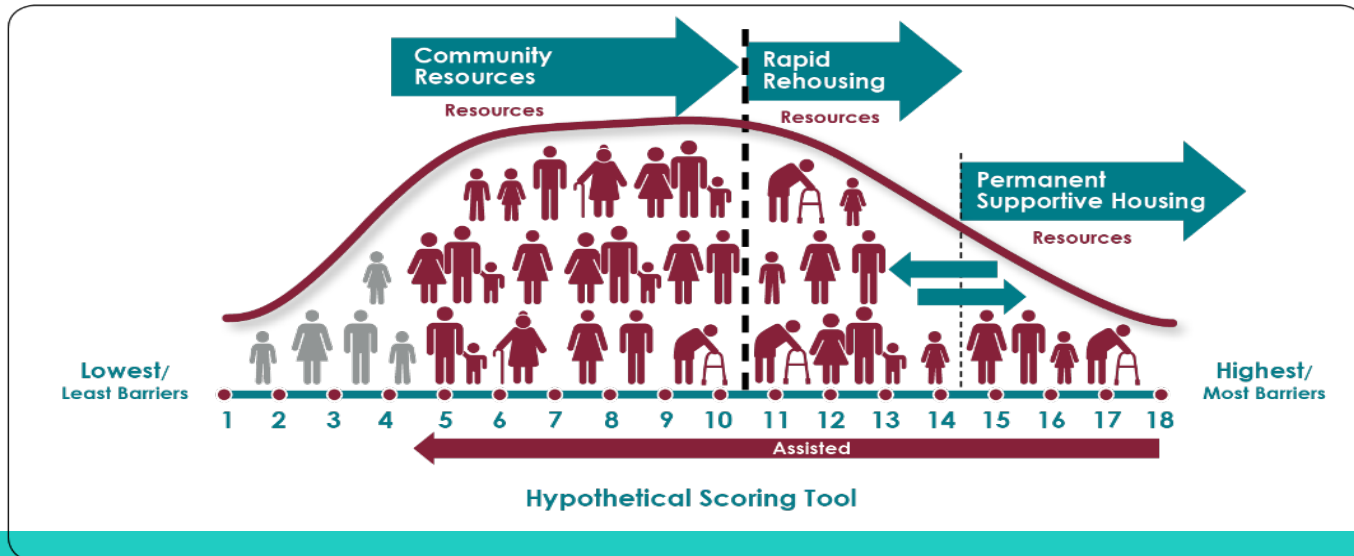 Community
Resources
Resources
Rapid
Rehousing
Resources
Permanent
Supportive Housing
Resources
Lowest/
Least Barriers
Highest/
Most Barriers
1 2 3 4 5 6 7 8 9 10 11 12 13 14 15 16 17 18
Assisted
Hypothetical Scoring Tool